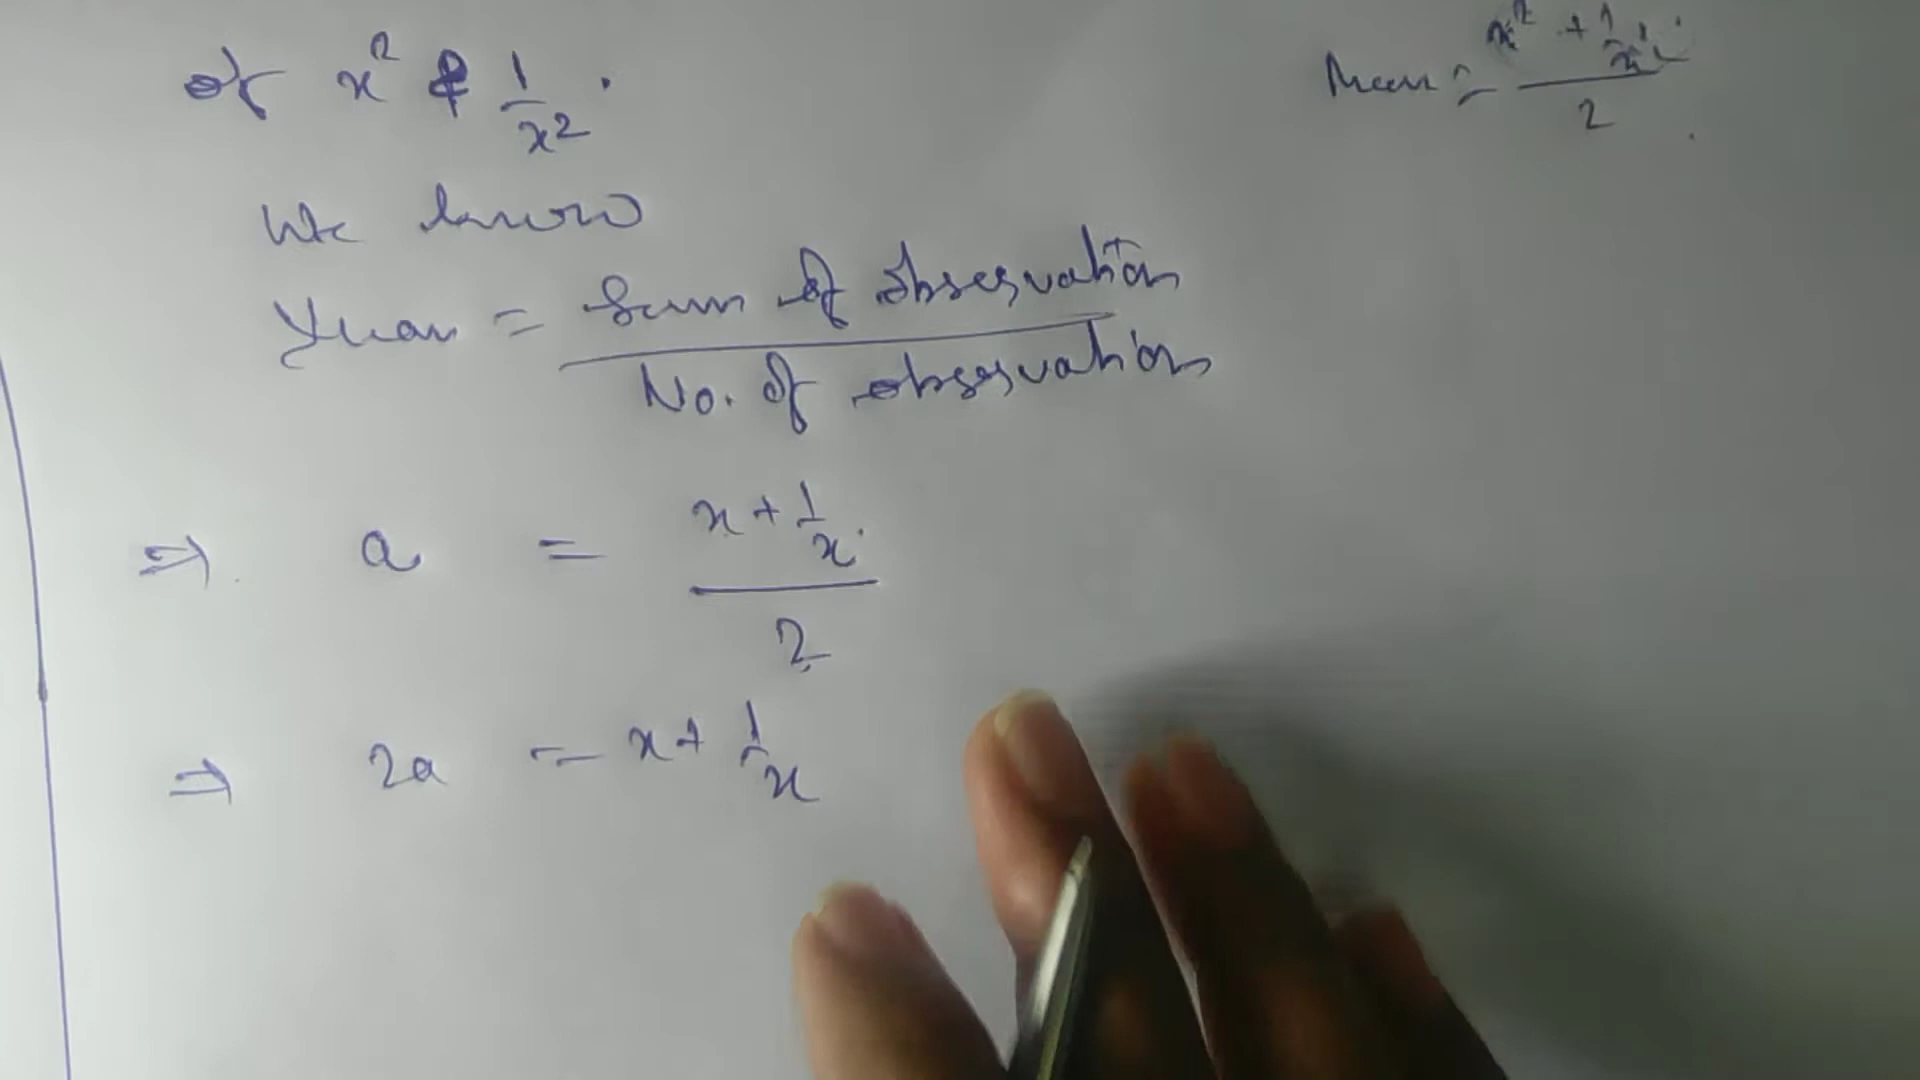 of x² & 1/x².
Mean = (x² + 1/x²)/2
We know
Mean = Sum of observation / No. of observation
⇒ a = (x + 1/x)/2
⇒ 2a = x + 1/x